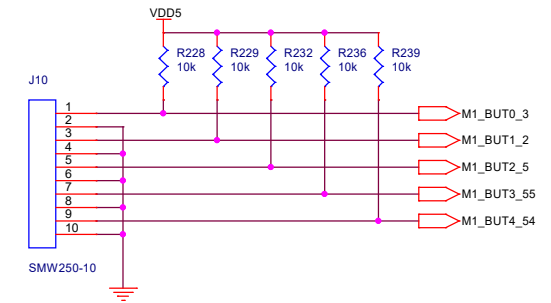 VDD5
R228 R229 R232 R236 R239
10k 10k 10k 10k 10k
J10
1 M1_BUT0_3
2
3 M1_BUT1_2
4
5 M1_BUT2_5
6
7 M1_BUT3_55
8
9 M1_BUT4_54
10
SMW250-10